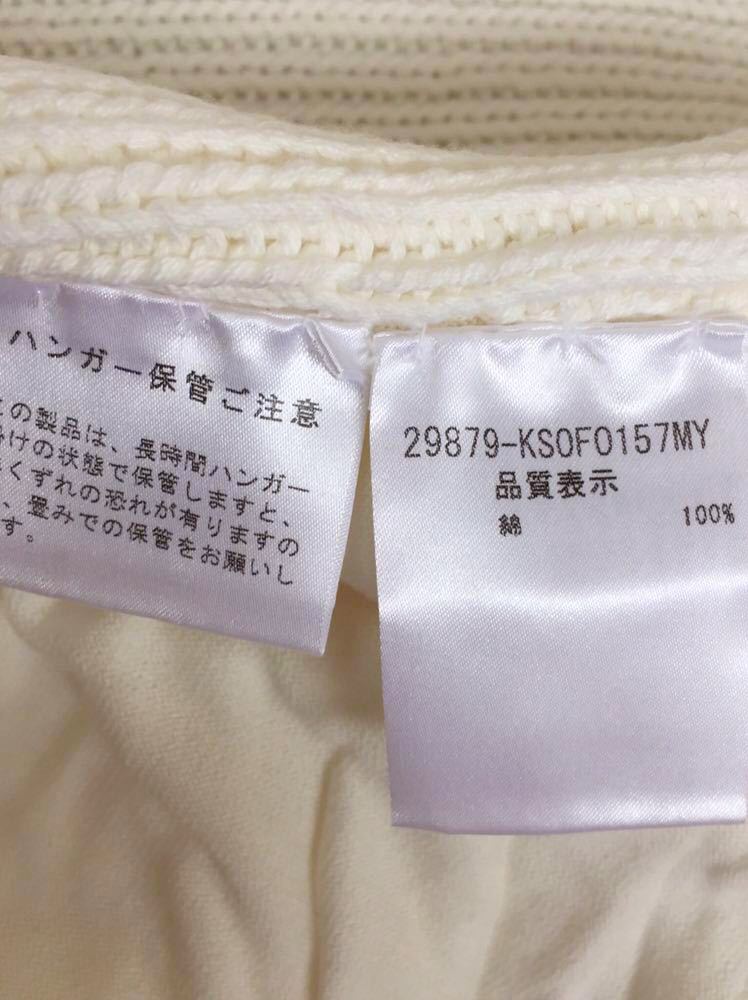 ハンガー保管ご注意
の製品は、長時間ハンガー
掛けの状態で保管しますと、
くずれの恐れが有りますの
、畳みでの保管をお願いし
す。
29879-KSOF0157MY
品質表示
綿 100%